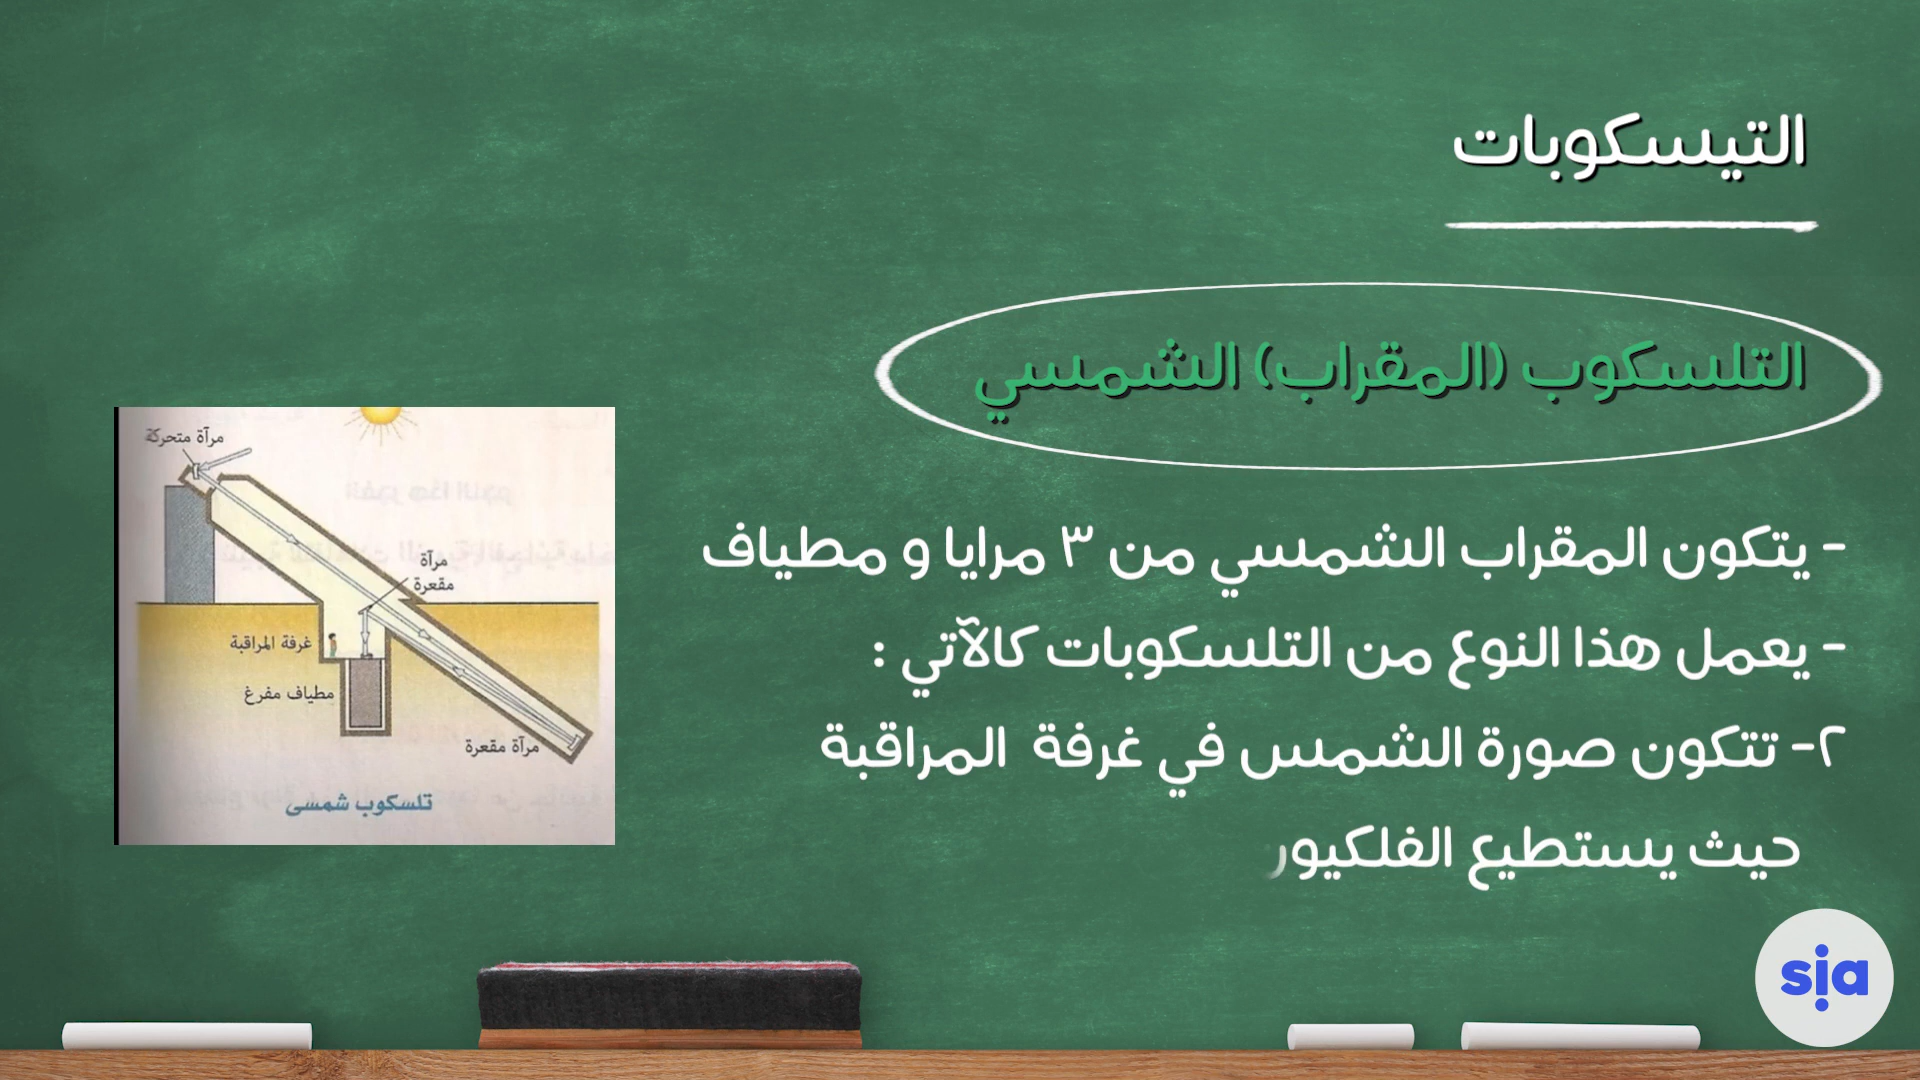 التيسكوبات
التلسكوب (المقراب) الشمسي
- يتكون المقراب الشمسي من ٣ مرايا و مطياف
- يعمل هذا النوع من التلسكوبات كالآتي :
٢- تتكون صورة الشمس في غرفة المراقبة
حيث يستطيع الفلكيور
مرآة متحركة
مرآة
مقعرة
غرفة المراقبة
مطياف مفرغ
مرآة مقعرة
تلسكوب شمسى
sia